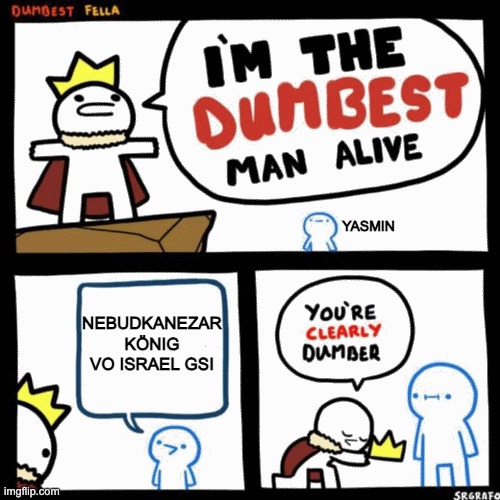 DUMBEST FELLA
I'M THE
DUMBEST
MAN ALIVE
YASMIN
NEBUDKANEZAR
KÖNIG
VO ISRAEL GSI
YOU'RE
CLEARLY
DUMBER
imgflip.com
SRGRAFO